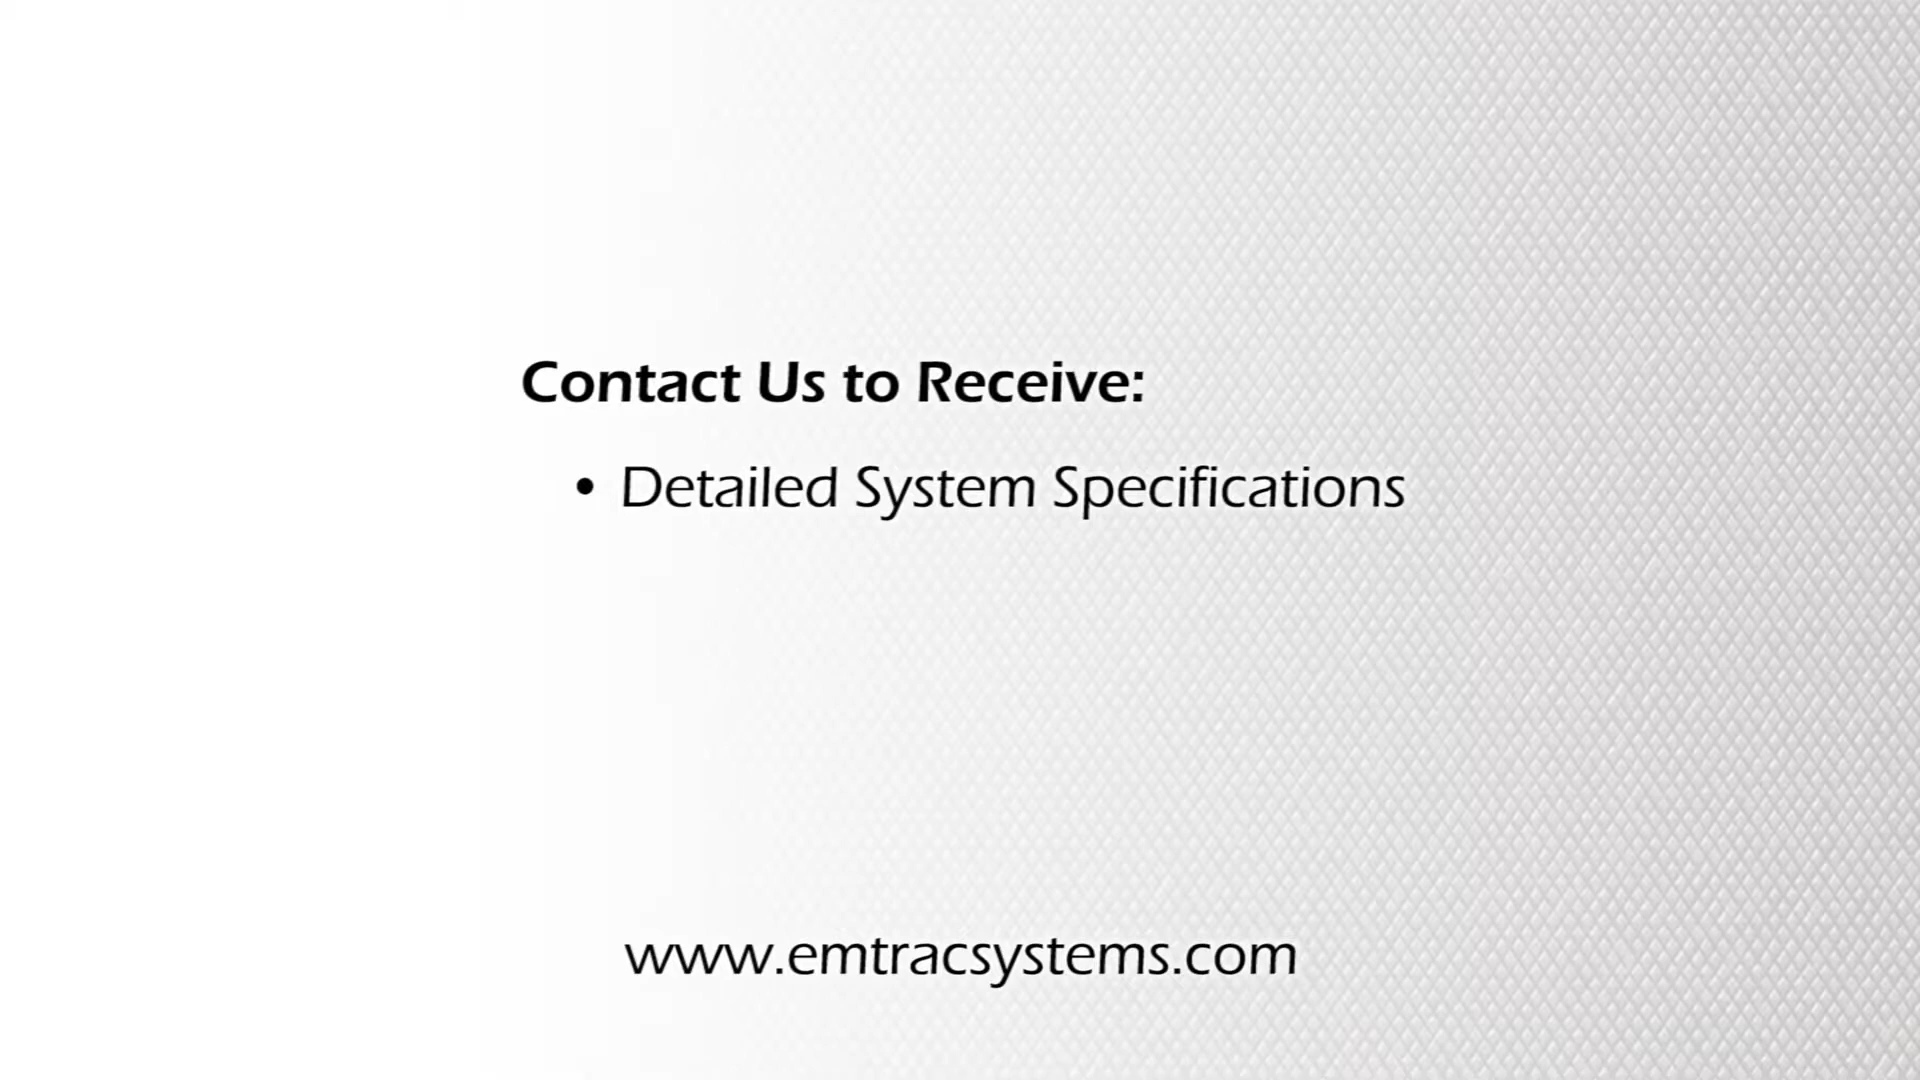 Contact Us to Receive:
• Detailed System Specifications
www.emtracsystems.com